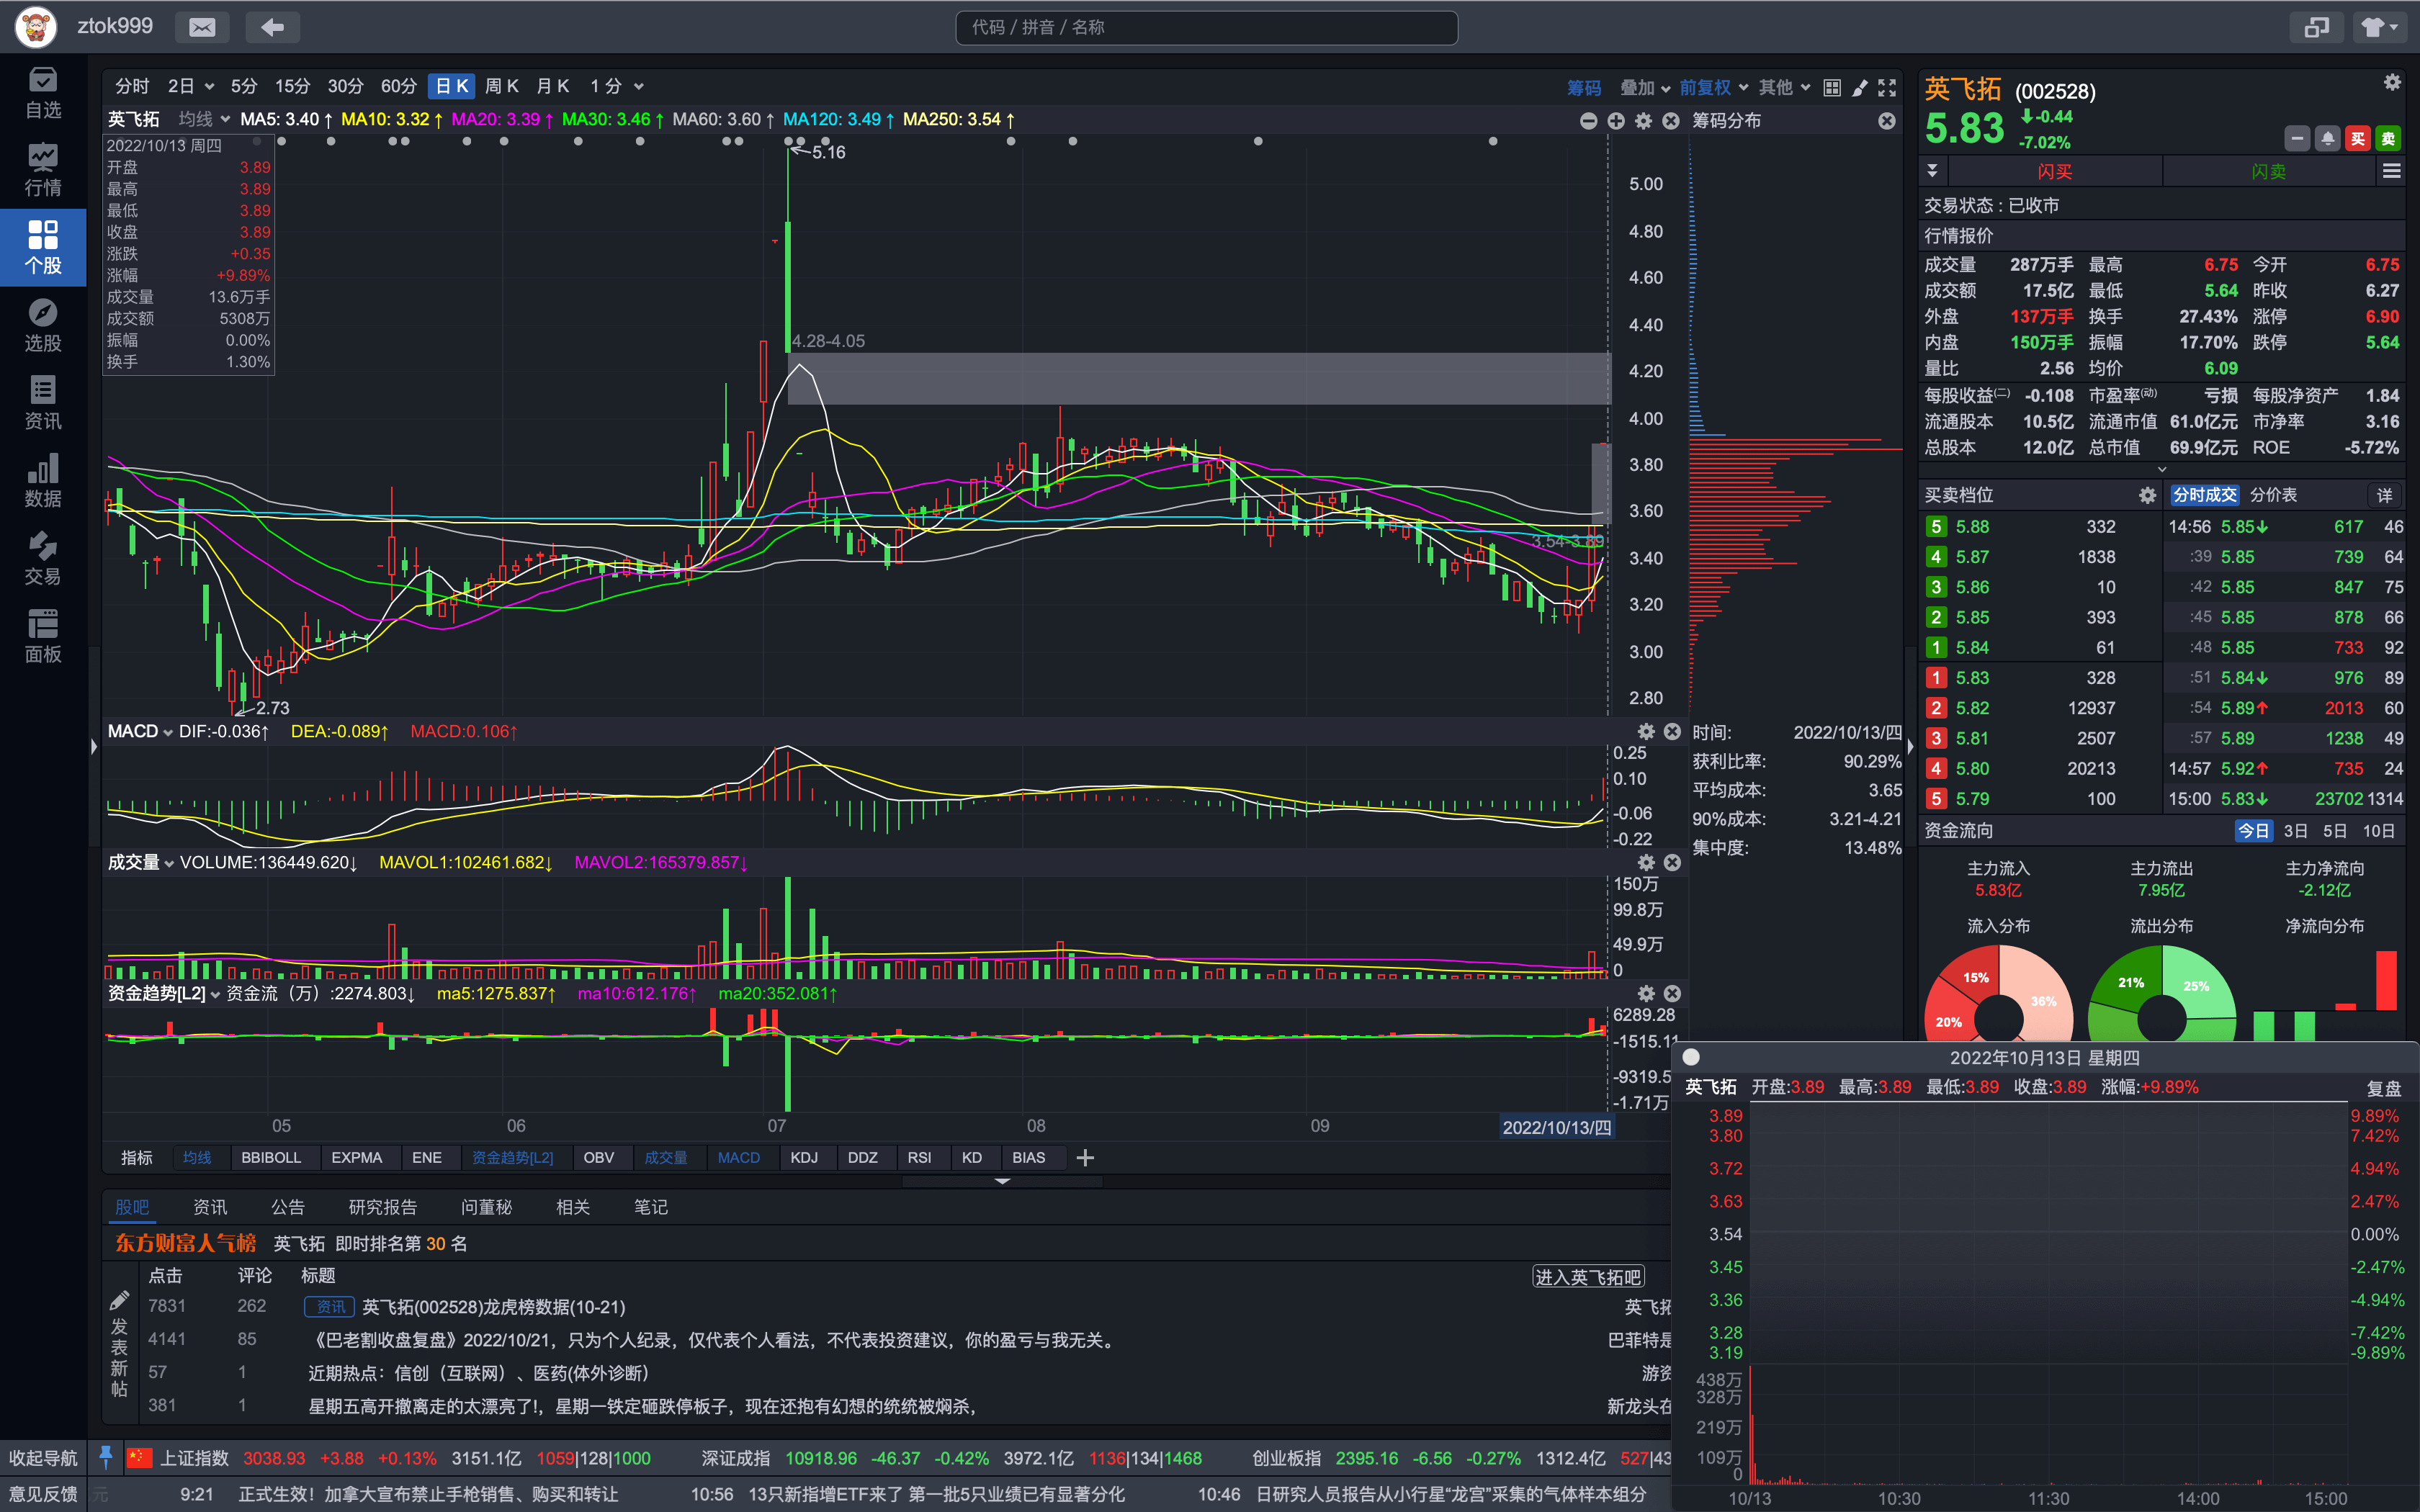 ztok999
代码 / 拼音 / 名称
自选
行情
个股
选股
资讯
数据
交易
面板
收起导航
意见反馈
分时 2日 5分 15分 30分 60分 日K 周K 月K 1分 筹码 叠加 前复权 其他
英飞拓 均线 MA5: 3.40↑ MA10: 3.32↑ MA20: 3.39↑ MA30: 3.46↑ MA60: 3.60↑ MA120: 3.49↑ MA250: 3.54↑
筹码分布
2022/10/13 周四
开盘 3.89
最高 3.89
最低 3.89
收盘 3.89
涨跌 +0.35
涨幅 +9.89%
成交量 13.6万手
成交额 5308万
振幅 0.00%
换手 1.30%
5.16
4.28-4.05
3.54-3.89
2.73
5.00
4.80
4.60
4.40
4.20
4.00
3.80
3.60
3.40
3.20
3.00
2.80
MACD DIF:-0.036↑ DEA:-0.089↑ MACD:0.106↑
0.25
0.10
-0.06
-0.22
成交量 VOLUME:136449.620↓ MAVOL1:102461.682↓ MAVOL2:165379.857↓
150万
99.8万
49.9万
0
资金趋势[L2] 资金流（万）:2274.803↓ ma5:1275.837↑ ma10:612.176↑ ma20:352.081↑
6289.28
-1515.11
-9319.5
-1.71万
05 06 07 08 09 2022/10/13/四
时间: 2022/10/13/四
获利比率: 90.29%
平均成本: 3.65
90%成本: 3.21-4.21
集中度: 13.48%
指标 均线 BBIBOLL EXPMA ENE 资金趋势[L2] OBV 成交量 MACD KDJ DDZ RSI KD BIAS
股吧 资讯 公告 研究报告 问董秘 相关 笔记
东方财富人气榜 英飞拓 即时排名第 30 名
点击 评论 标题 进入英飞拓吧
发表新帖
7831 262 资讯 英飞拓(002528)龙虎榜数据(10-21) 英飞拓
4141 85 《巴老割收盘复盘》2022/10/21，只为个人纪录，仅代表个人看法，不代表投资建议，你的盈亏与我无关。 巴菲特是
57 1 近期热点：信创（互联网）、医药(体外诊断) 游资
381 1 星期五高开撤离走的太漂亮了!，星期一铁定砸跌停板子，现在还抱有幻想的统统被焖杀， 新龙头在
英飞拓 (002528)
5.83 -0.44
-7.02%
买 卖
闪买 闪卖
交易状态：已收市
行情报价
成交量 287万手 最高 6.75 今开 6.75
成交额 17.5亿 最低 5.64 昨收 6.27
外盘 137万手 换手 27.43% 涨停 6.90
内盘 150万手 振幅 17.70% 跌停 5.64
量比 2.56 均价 6.09
每股收益(二) -0.108 市盈率(动) 亏损 每股净资产 1.84
流通股本 10.5亿 流通市值 61.0亿元 市净率 3.16
总股本 12.0亿 总市值 69.9亿元 ROE -5.72%
买卖档位 分时成交 分价表 详
5 5.88 332 14:56 5.85↓ 617 46
4 5.87 1838 :39 5.85 739 64
3 5.86 10 :42 5.85 847 75
2 5.85 393 :45 5.85 878 66
1 5.84 61 :48 5.85 733 92
1 5.83 328 :51 5.84↓ 976 89
2 5.82 12937 :54 5.89↑ 2013 60
3 5.81 2507 :57 5.89 1238 49
4 5.80 20213 14:57 5.92↑ 735 24
5 5.79 100 15:00 5.83↓ 23702 1314
资金流向 今日 3日 5日 10日
主力流入 主力流出 主力净流向
5.83亿 7.95亿 -2.12亿
流入分布 流出分布 净流向分布
15% 36% 20% 21% 25%
2022年10月13日 星期四
英飞拓 开盘:3.89 最高:3.89 最低:3.89 收盘:3.89 涨幅:+9.89% 复盘
3.89 9.89%
3.80 7.42%
3.72 4.94%
3.63 2.47%
3.54 0.00%
3.45 -2.47%
3.36 -4.94%
3.28 -7.42%
3.19 -9.89%
438万
328万
219万
109万
0
10/13 10:30 11:30 14:00 15:00
上证指数 3038.93 +3.88 +0.13% 3151.1亿 1059|128|1000 深证成指 10918.96 -46.37 -0.42% 3972.1亿 1136|134|1468 创业板指 2395.16 -6.56 -0.27% 1312.4亿 527|43
元 9:21 正式生效！加拿大宣布禁止手枪销售、购买和转让 10:56 13只新指增ETF来了 第一批5只业绩已有显著分化 10:46 日研究人员报告从小行星“龙宫”采集的气体样本组分